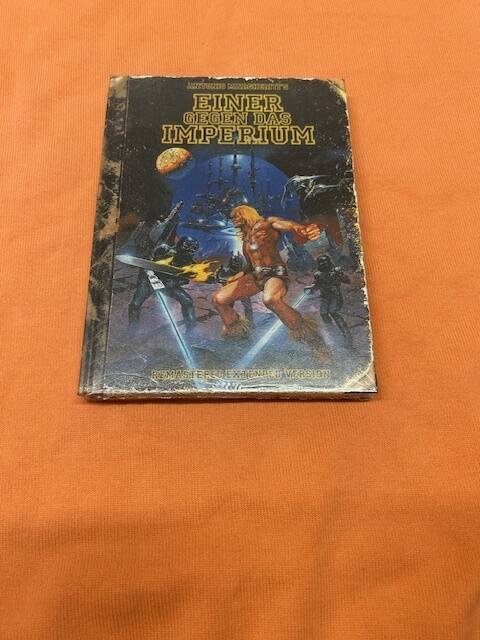 ANTONIO MARGHERITI'S
EINER
GEGEN DAS
IMPERIUM
REMASTERED EXTENDED VERSION